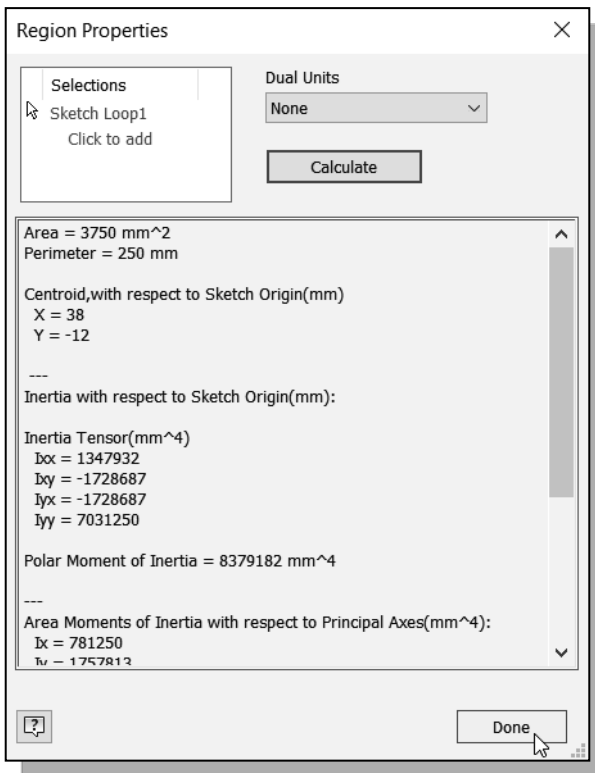 Region Properties
Selections
Sketch Loop1
Click to add
Dual Units
None
Calculate
Area = 3750 mm^2
Perimeter = 250 mm
Centroid,with respect to Sketch Origin(mm)
X = 38
Y = -12
---
Inertia with respect to Sketch Origin(mm):
Inertia Tensor(mm^4)
Ixx = 1347932
Ixy = -1728687
Iyx = -1728687
Iyy = 7031250
Polar Moment of Inertia = 8379182 mm^4
---
Area Moments of Inertia with respect to Principal Axes(mm^4):
Ix = 781250
Iy = 1757813
?
Done